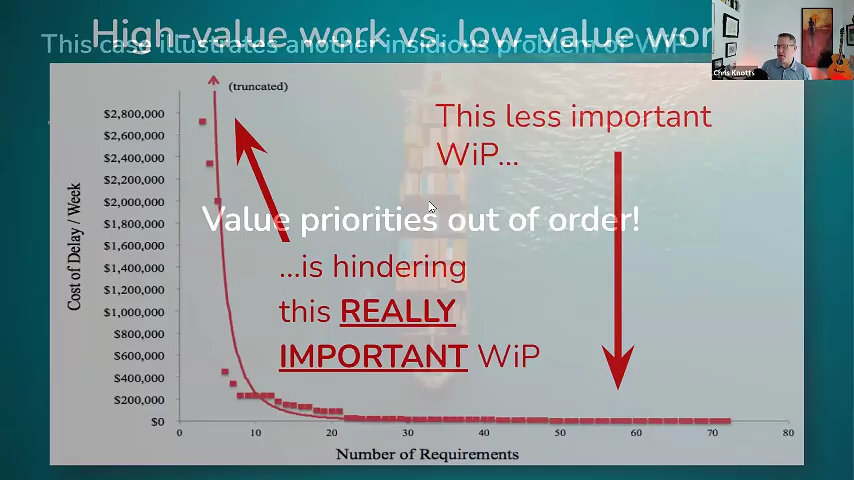 High-value work vs. low-value wor
This case illustrates another insidious problem of WiP
Chris Knotts
(truncated)
This less important
WiP...
Value priorities out of order!
...is hindering
this REALLY
IMPORTANT WiP
Cost of Delay / Week
$2,800,000
$2,600,000
$2,400,000
$2,200,000
$2,000,000
$1,800,000
$1,600,000
$1,400,000
$1,200,000
$1,000,000
$800,000
$600,000
$400,000
$200,000
$0
0 10 20 30 40 50 60 70 80
Number of Requirements